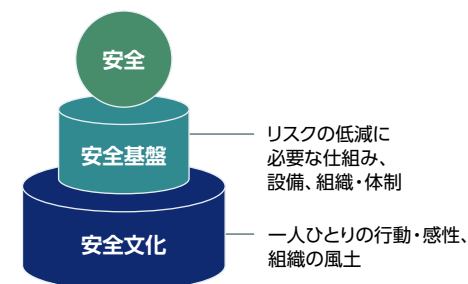 安全
安全基盤
リスクの低減に
必要な仕組み、
設備、組織・体制
安全文化
一人ひとりの行動・感性、
組織の風土